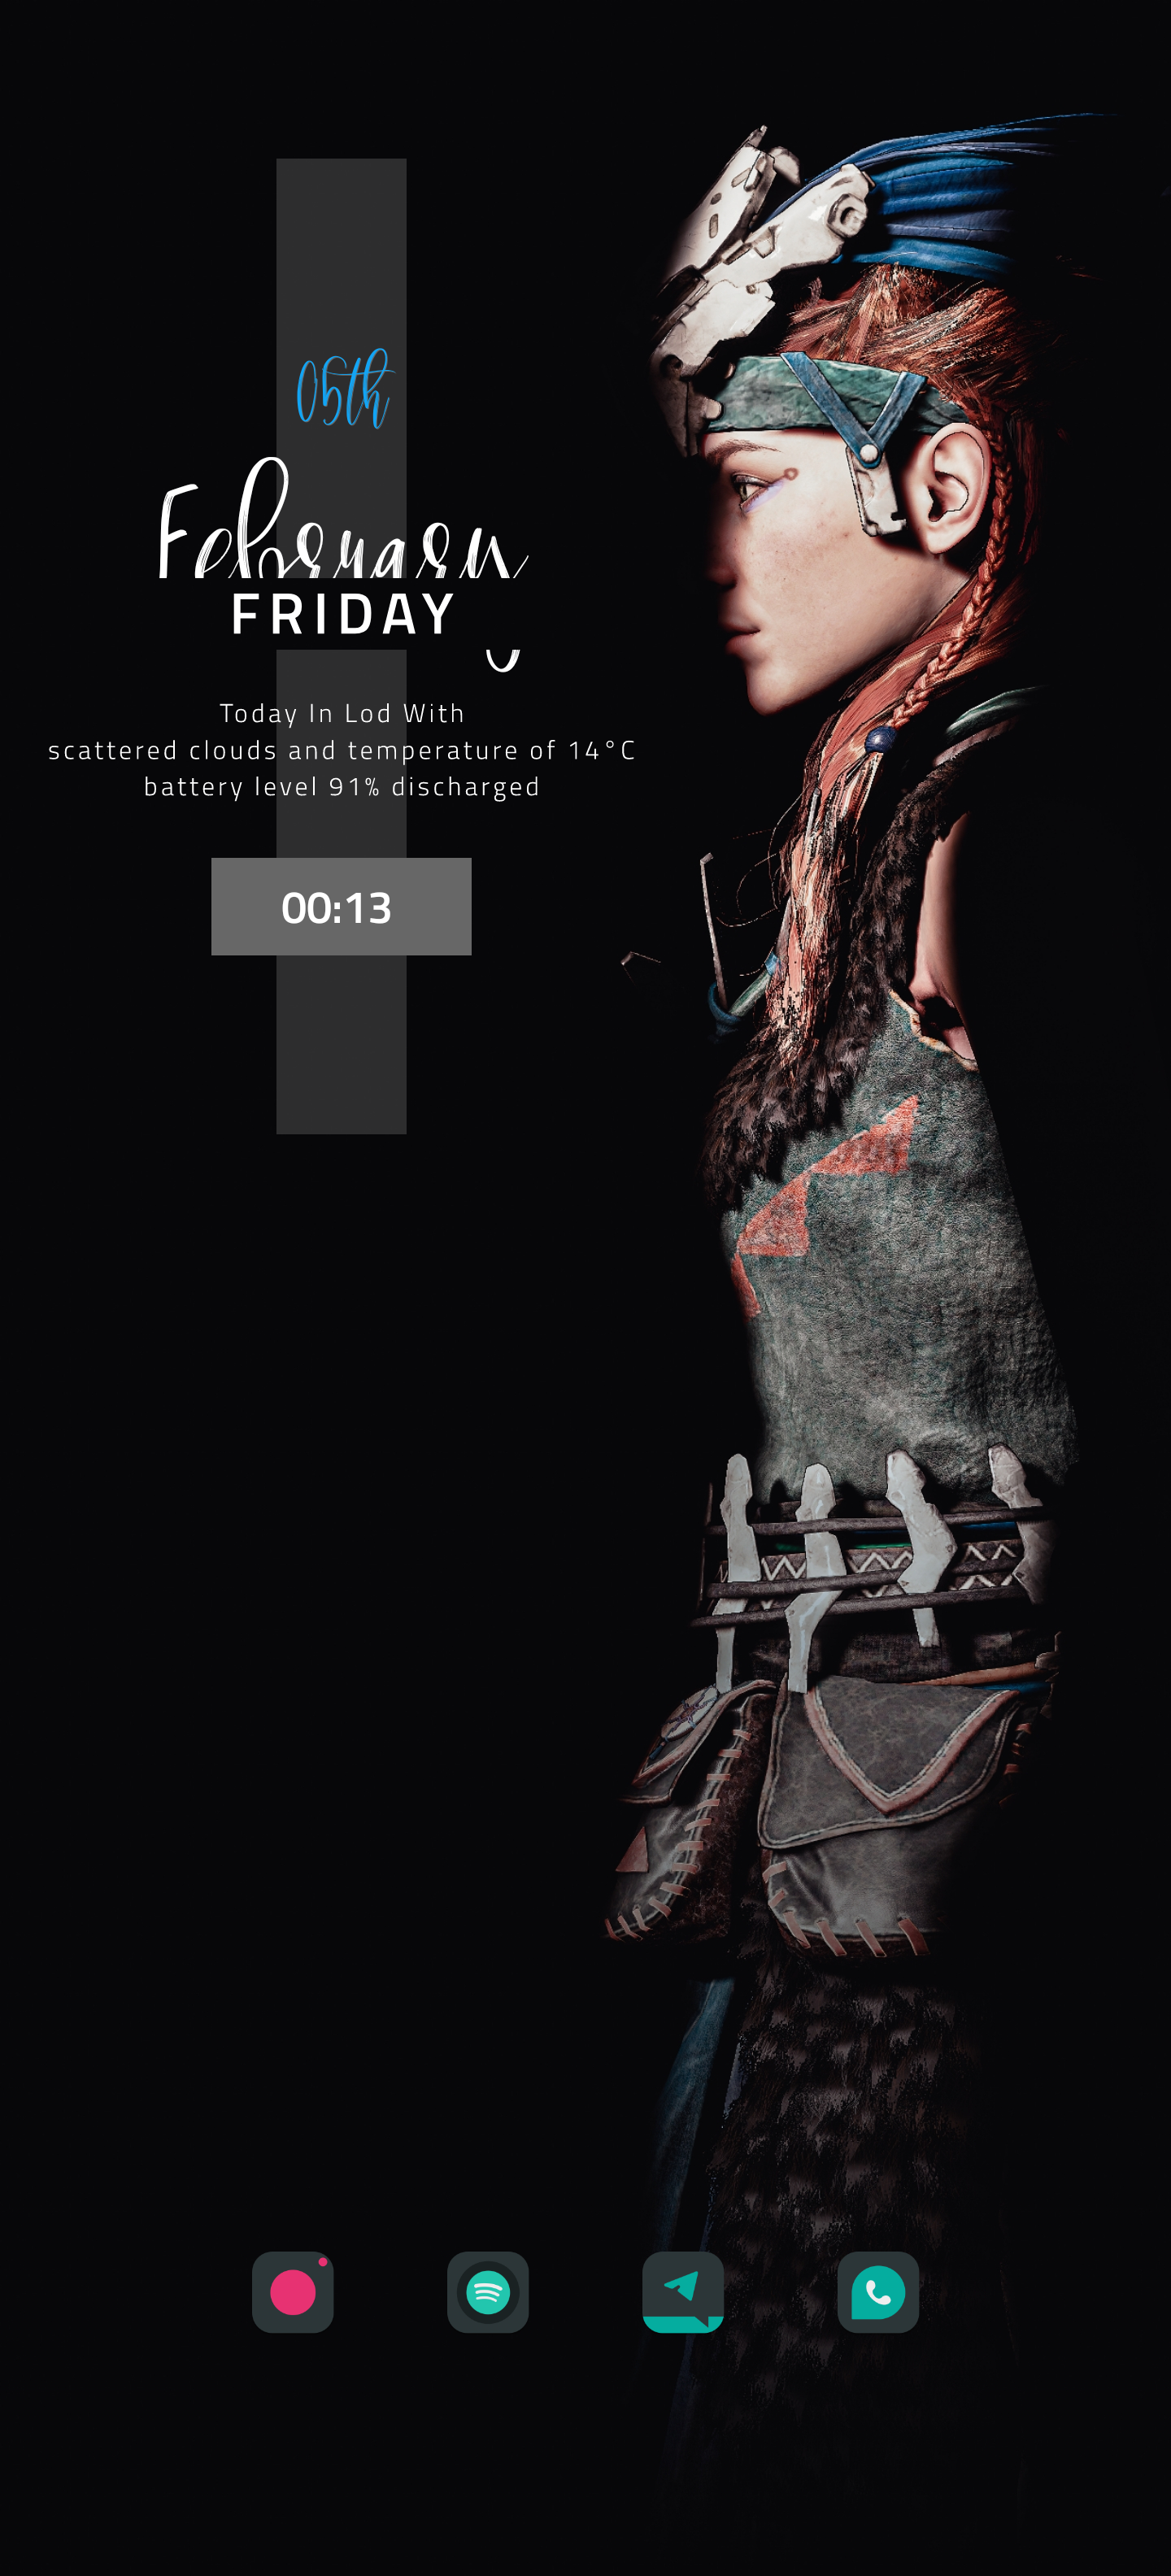 05th
February
FRIDAY
Today In Lod With
scattered clouds and temperature of 14°C
battery level 91% discharged
00:13